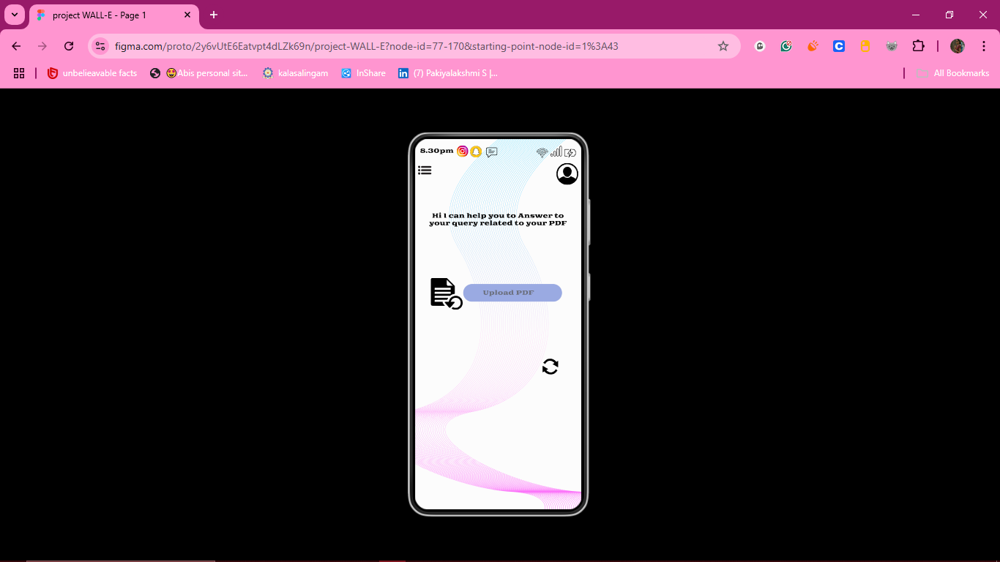 project WALL-E - Page 1
figma.com/proto/2y6vUtE6Eatvpt4dLZk69n/project-WALL-E?node-id=77-170&starting-point-node-id=1%3A43
unbelieavable facts
Abis personal sit...
kalasalingam
InShare
(7) Pakiyalakshmi S |...
All Bookmarks
8.30pm
Hi I can help you to Answer to
your query related to your PDF
Upload PDF